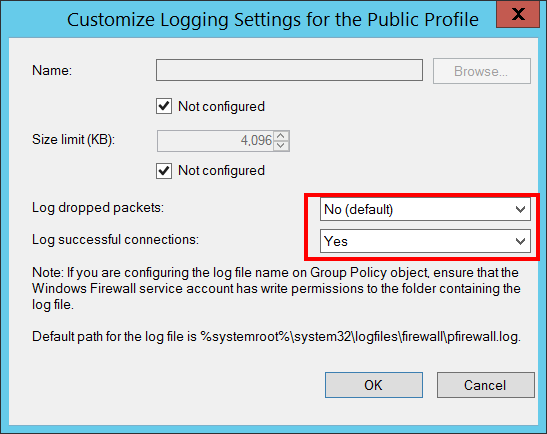 Customize Logging Settings for the Public Profile
X
Name:
Browse...
Not configured
Size limit (KB):
4,096
Not configured
Log dropped packets:
No (default)
Log successful connections:
Yes
Note: If you are configuring the log file name on Group Policy object, ensure that the
Windows Firewall service account has write permissions to the folder containing the
log file.
Default path for the log file is %systemroot%\system32\logfiles\firewall\pfirewall.log.
OK
Cancel